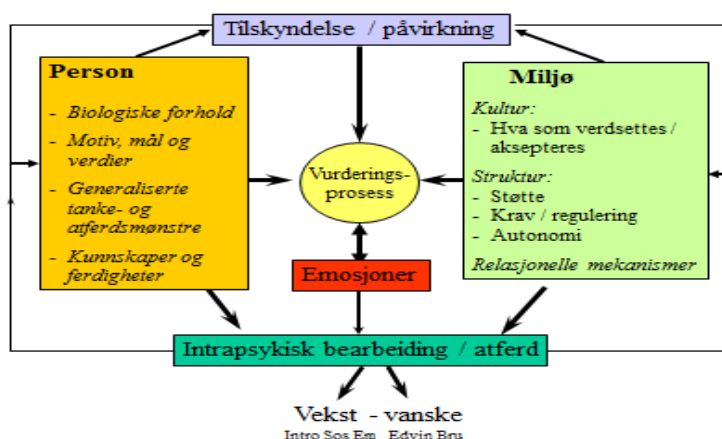 Tilskyndelse / påvirkning
Person
- Biologiske forhold
- Motiv, mål og
verdier
- Generaliserte
tanke- og
atferdsmønstre
- Kunnskaper og
ferdigheter
Vurderings-
prosess
Emosjoner
Miljø
Kultur:
- Hva som verdsettes /
aksepteres
Struktur:
- Støtte
- Krav / regulering
- Autonomi
Relasjonelle mekanismer
Intrapsykisk bearbeiding / atferd
Vekst - vanske
Intro Sos Em Edvin Bru